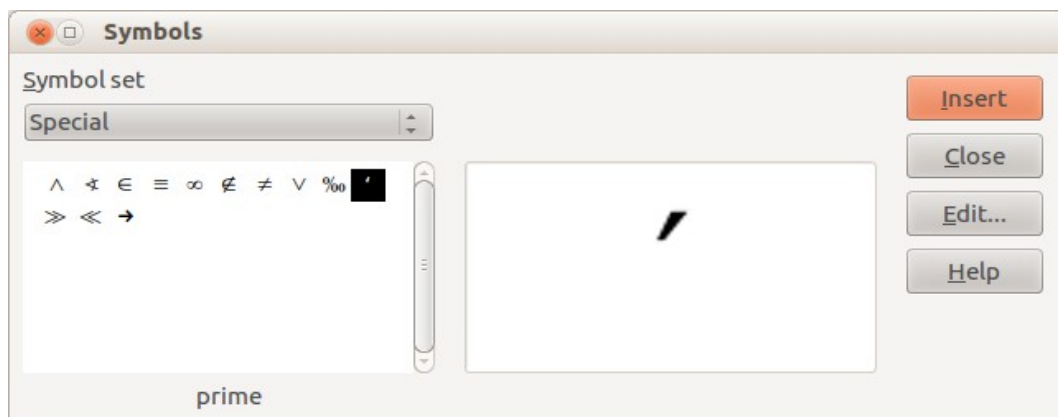 Symbols
Symbol set
Special
∧ ∢ ∈ ≡ ∞ ∉ ≠ ∨ ‰ ′
≫ ≪ ➔
′
prime
Insert
Close
Edit...
Help